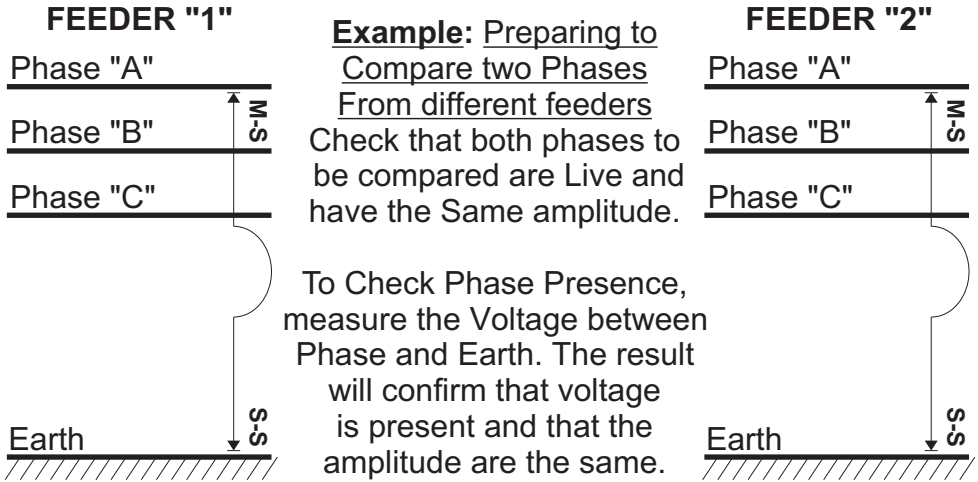 FEEDER "1"
Phase "A"
M-S
Phase "B"
Phase "C"
S-S
Earth
Example: Preparing to
Compare two Phases
From different feeders
Check that both phases to
be compared are Live and
have the Same amplitude.
To Check Phase Presence,
measure the Voltage between
Phase and Earth. The result
will confirm that voltage
is present and that the
amplitude are the same.
FEEDER "2"
Phase "A"
M-S
Phase "B"
Phase "C"
S-S
Earth